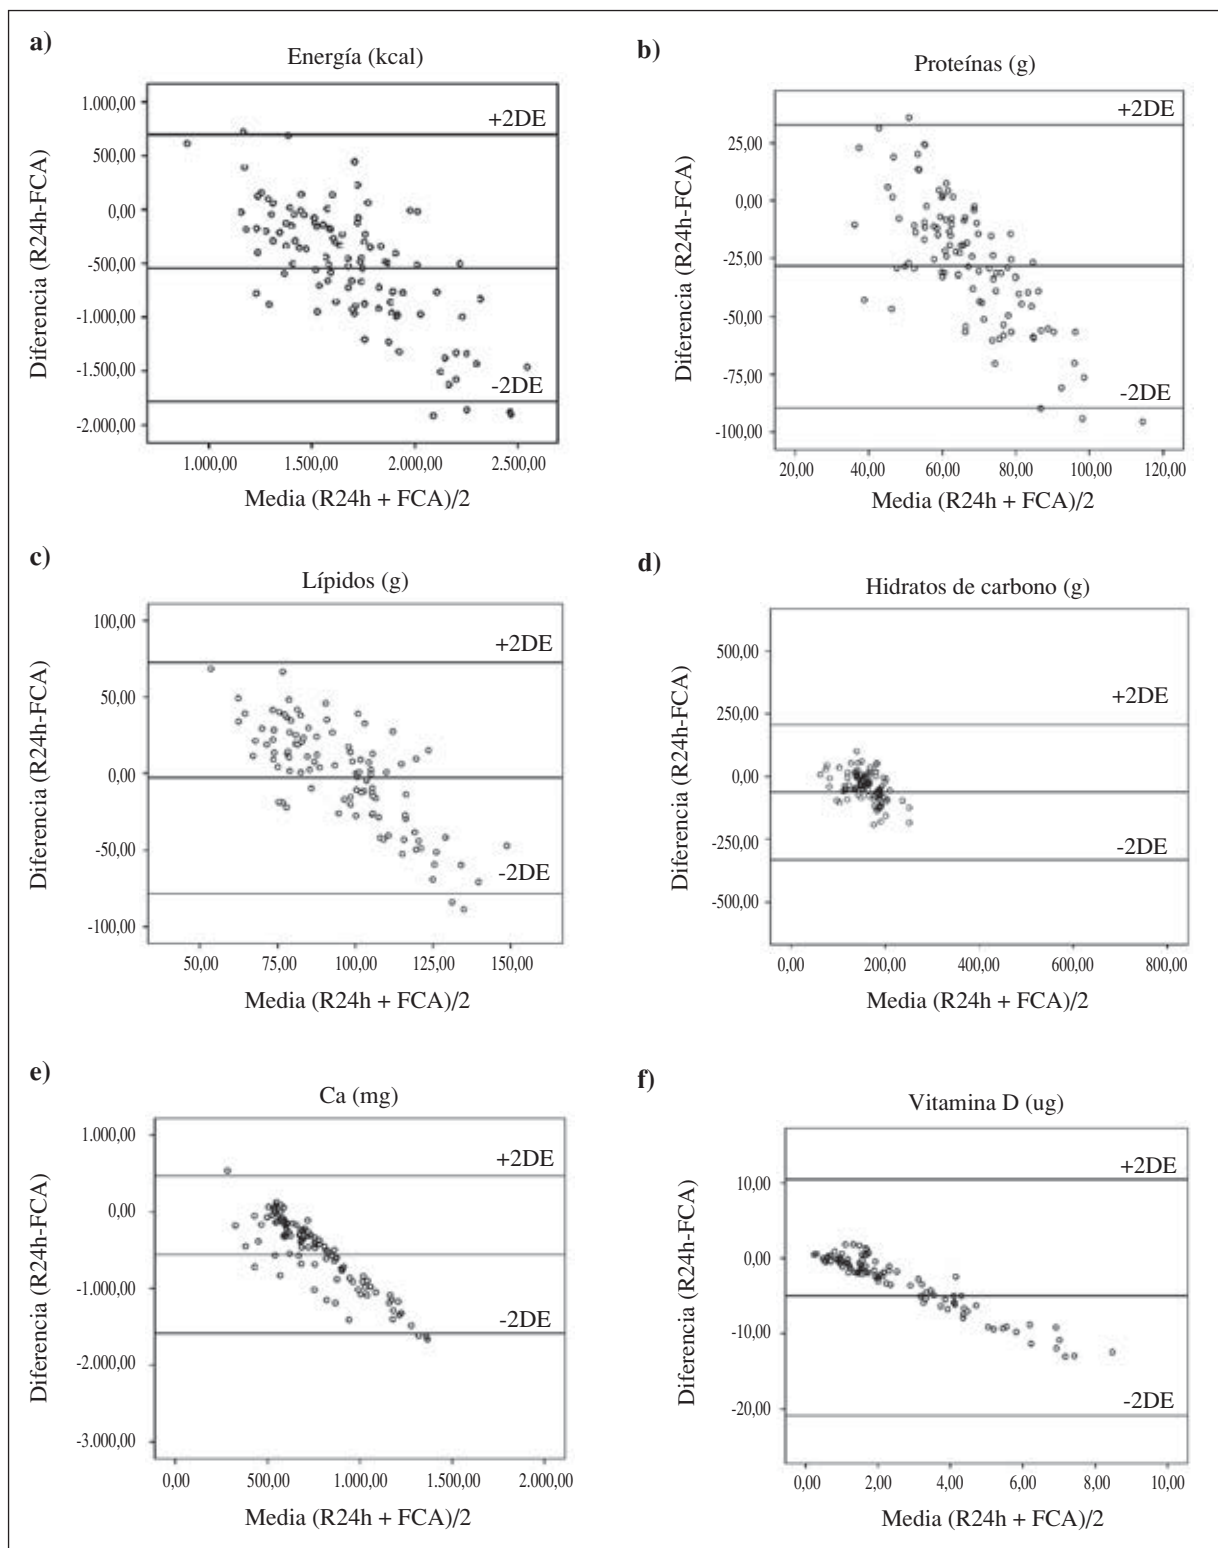 a)
Energía (kcal)
1.000,00
500,00
0,00
-500,00
-1.000,00
-1.500,00
-2.000,00
+2DE
-2DE
Diferencia (R24h-FCA)
1.000,00 1.500,00 2.000,00 2.500,00
Media (R24h + FCA)/2
b)
Proteínas (g)
25,00
0,00
-25,00
-50,00
-75,00
-100,00
+2DE
-2DE
Diferencia (R24h-FCA)
20,00 40,00 60,00 80,00 100,00 120,00
Media (R24h + FCA)/2
c)
Lípidos (g)
100,00
50,00
0,00
-50,00
-100,00
+2DE
-2DE
Diferencia (R24h-FCA)
50,00 75,00 100,00 125,00 150,00
Media (R24h + FCA)/2
d)
Hidratos de carbono (g)
500,00
250,00
0,00
-250,00
-500,00
+2DE
-2DE
Diferencia (R24h-FCA)
0,00 200,00 400,00 600,00 800,00
Media (R24h + FCA)/2
e)
Ca (mg)
1.000,00
0,00
-1.000,00
-2.000,00
-3.000,00
+2DE
-2DE
Diferencia (R24h-FCA)
0,00 500,00 1.000,00 1.500,00 2.000,00
Media (R24h + FCA)/2
f)
Vitamina D (ug)
10,00
0,00
-10,00
-20,00
+2DE
-2DE
Diferencia (R24h-FCA)
0,00 2,00 4,00 6,00 8,00 10,00
Media (R24h + FCA)/2